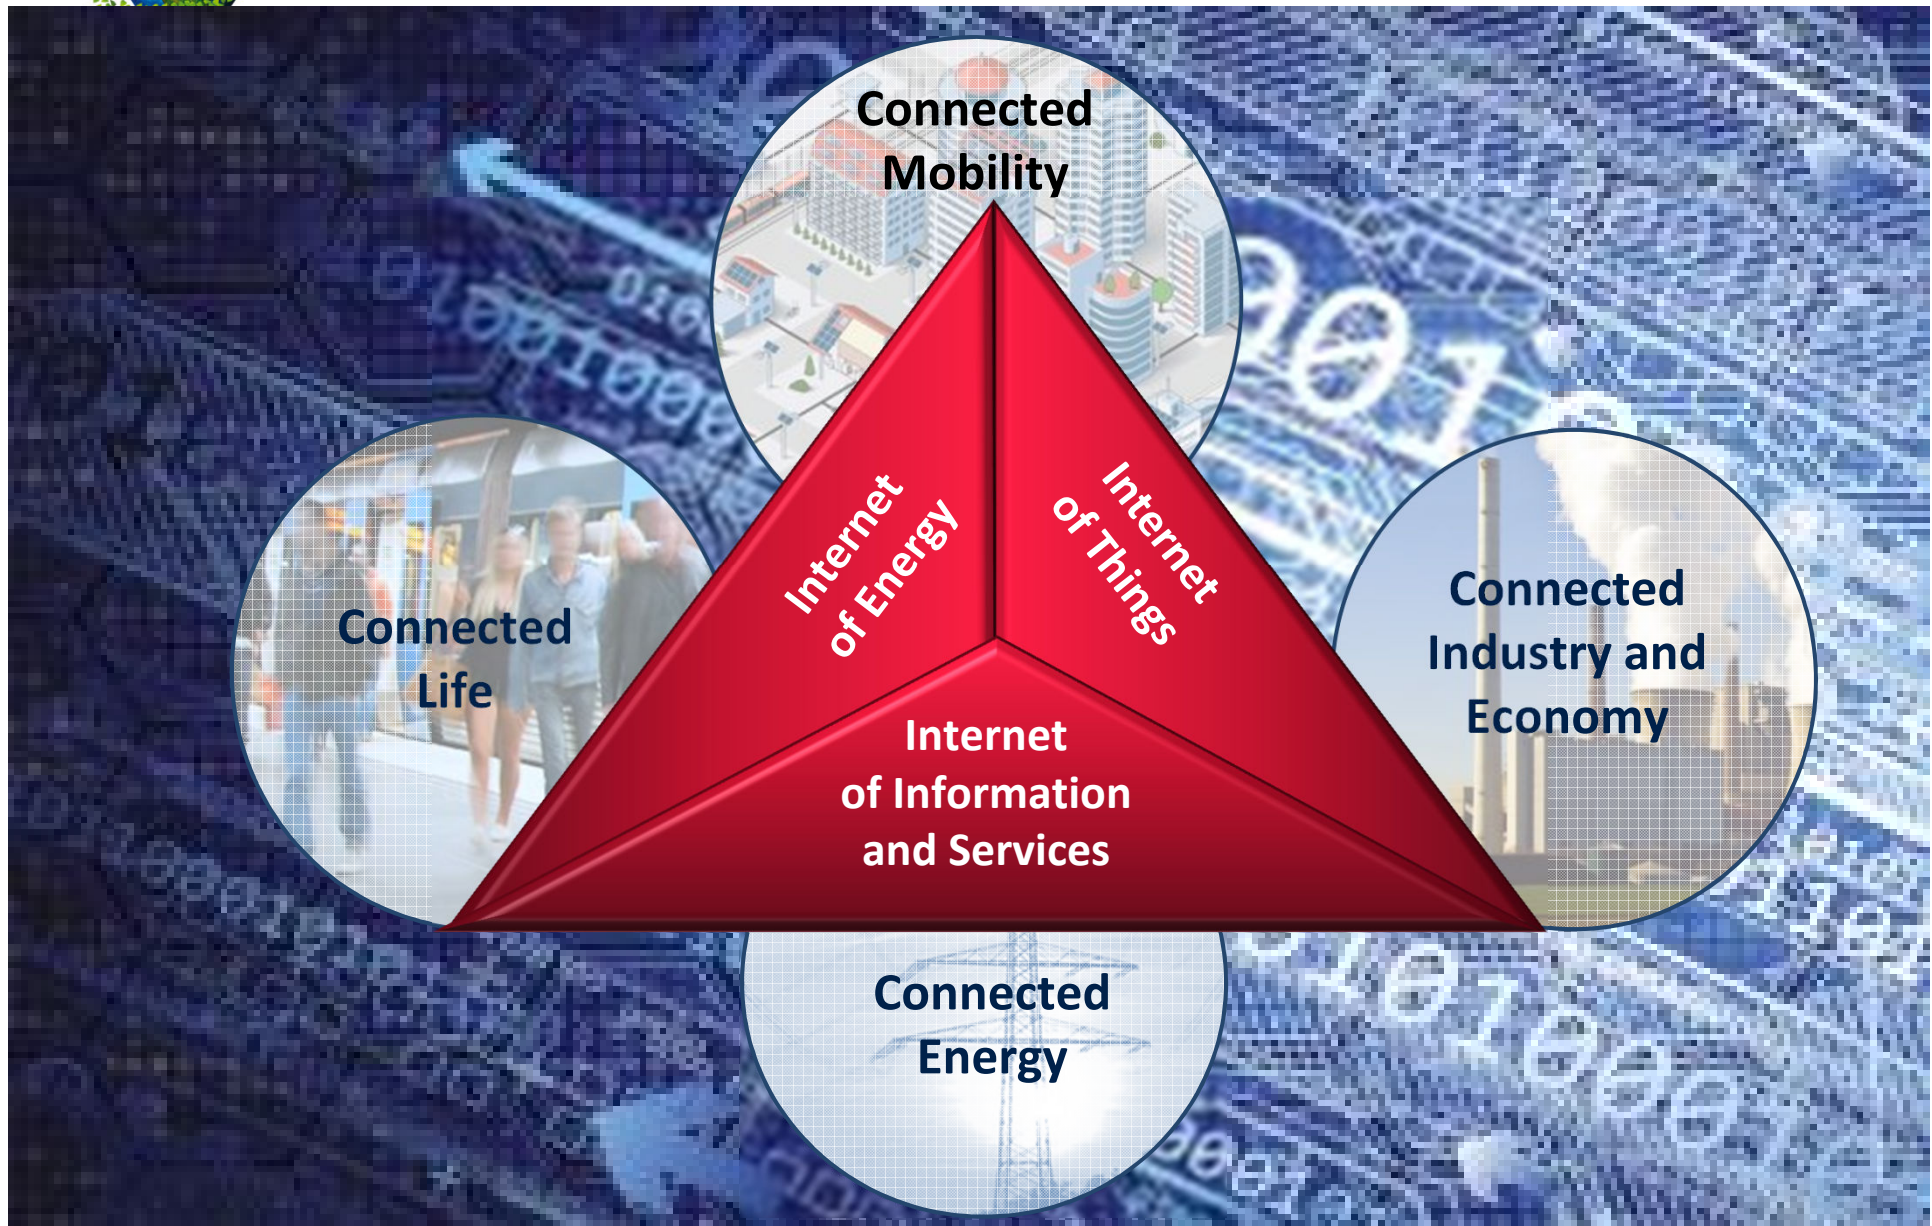 Connected
Mobility
Internet
of Energy
Internet
of Things
Connected
Life
Connected
Industry and
Economy
Internet
of Information
and Services
Connected
Energy